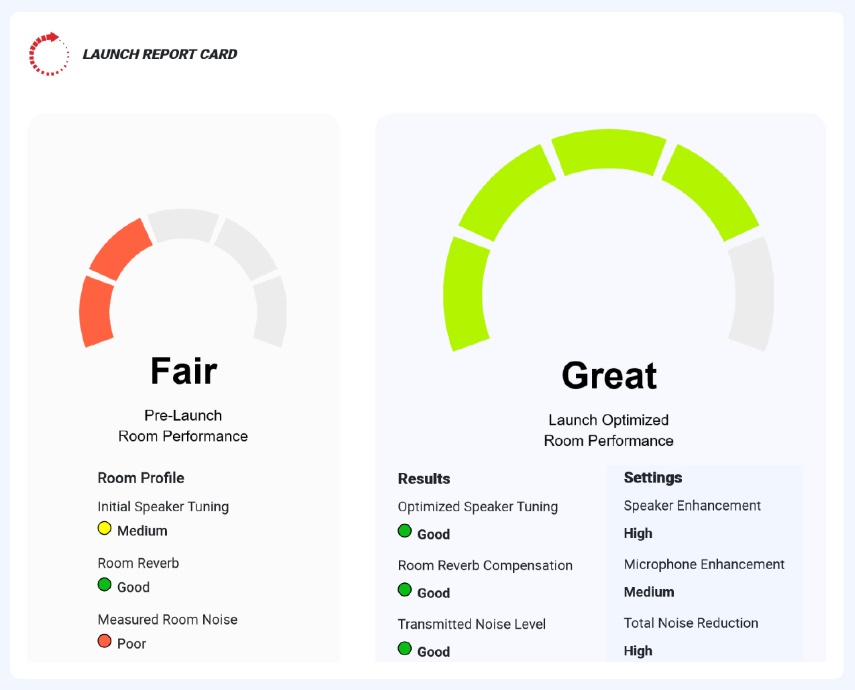 LAUNCH REPORT CARD
Fair
Pre-Launch
Room Performance
Room Profile
Initial Speaker Tuning
Medium
Room Reverb
Good
Measured Room Noise
Poor
Great
Launch Optimized
Room Performance
Results
Optimized Speaker Tuning
Good
Room Reverb Compensation
Good
Transmitted Noise Level
Good
Settings
Speaker Enhancement
High
Microphone Enhancement
Medium
Total Noise Reduction
High